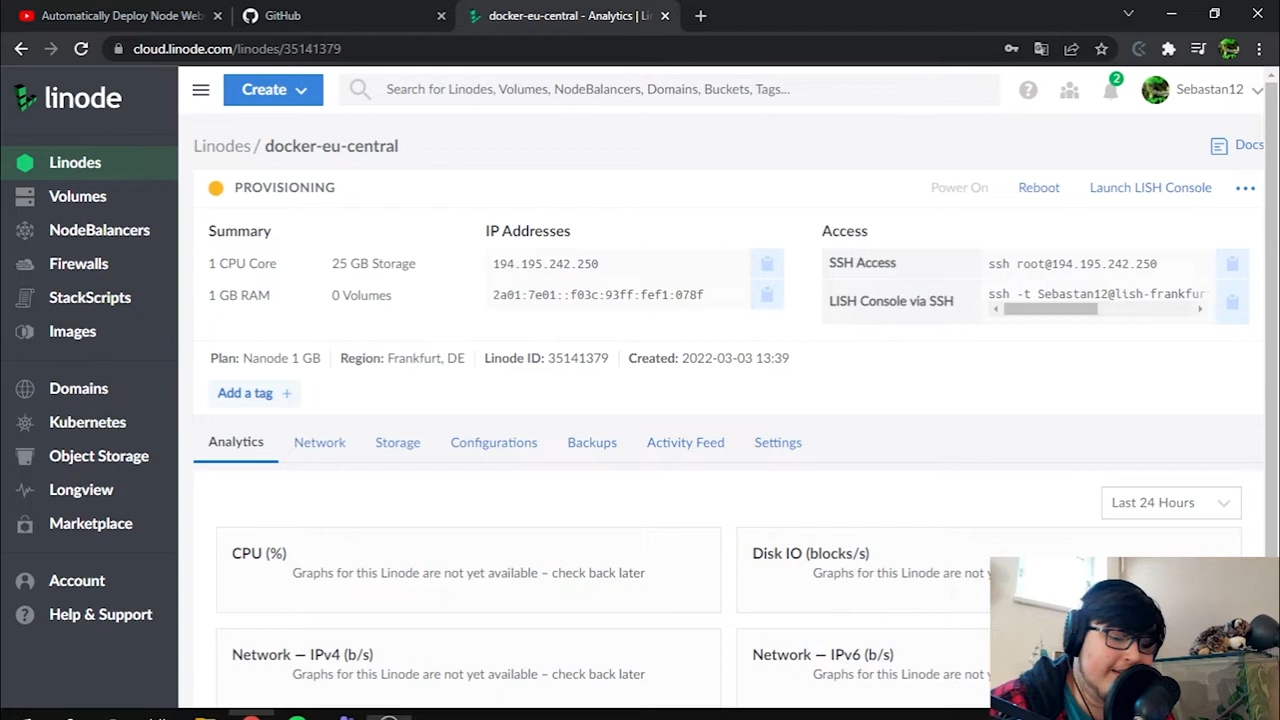 Automatically Deploy Node Web
GitHub
docker-eu-central - Analytics | Li
cloud.linode.com/linodes/35141379
linode
Create
Search for Linodes, Volumes, NodeBalancers, Domains, Buckets, Tags...
2
Sebastan12
Linodes
Volumes
NodeBalancers
Firewalls
StackScripts
Images
Domains
Kubernetes
Object Storage
Longview
Marketplace
Account
Help & Support
Linodes / docker-eu-central
Docs
PROVISIONING
Power On
Reboot
Launch LISH Console
Summary
IP Addresses
Access
1 CPU Core
25 GB Storage
194.195.242.250
SSH Access
ssh root@194.195.242.250
1 GB RAM
0 Volumes
2a01:7e01::f03c:93ff:fef1:078f
LISH Console via SSH
ssh -t Sebastan12@lish-frankfur
Plan: Nanode 1 GB
Region: Frankfurt, DE
Linode ID: 35141379
Created: 2022-03-03 13:39
Add a tag +
Analytics
Network
Storage
Configurations
Backups
Activity Feed
Settings
Last 24 Hours
CPU (%)
Graphs for this Linode are not yet available – check back later
Disk IO (blocks/s)
Graphs for this Linode are not
Network – IPv4 (b/s)
Graphs for this Linode are not yet available – check back later
Network – IPv6 (b/s)
Graphs for this Linode are not